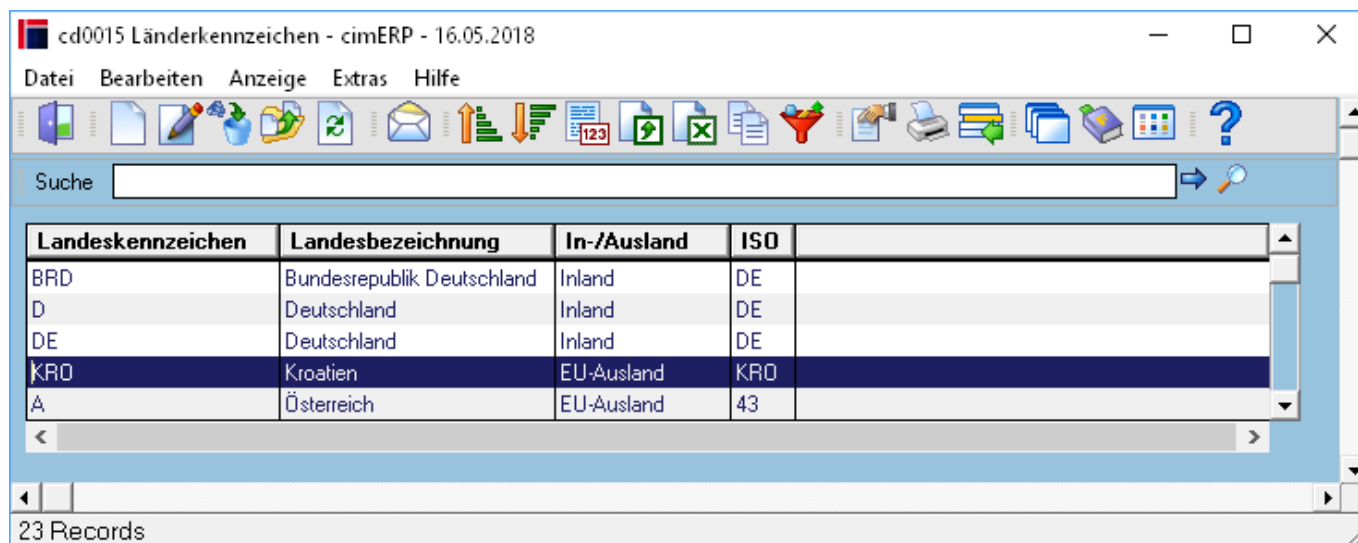 cd0015 Länderkennzeichen - cimERP - 16.05.2018
Datei Bearbeiten Anzeige Extras Hilfe
123
Suche
Landeskennzeichen Landesbezeichnung In-/Ausland ISO
BRD Bundesrepublik Deutschland Inland DE
D Deutschland Inland DE
DE Deutschland Inland DE
KRO Kroatien EU-Ausland KRO
A Österreich EU-Ausland 43
23 Records